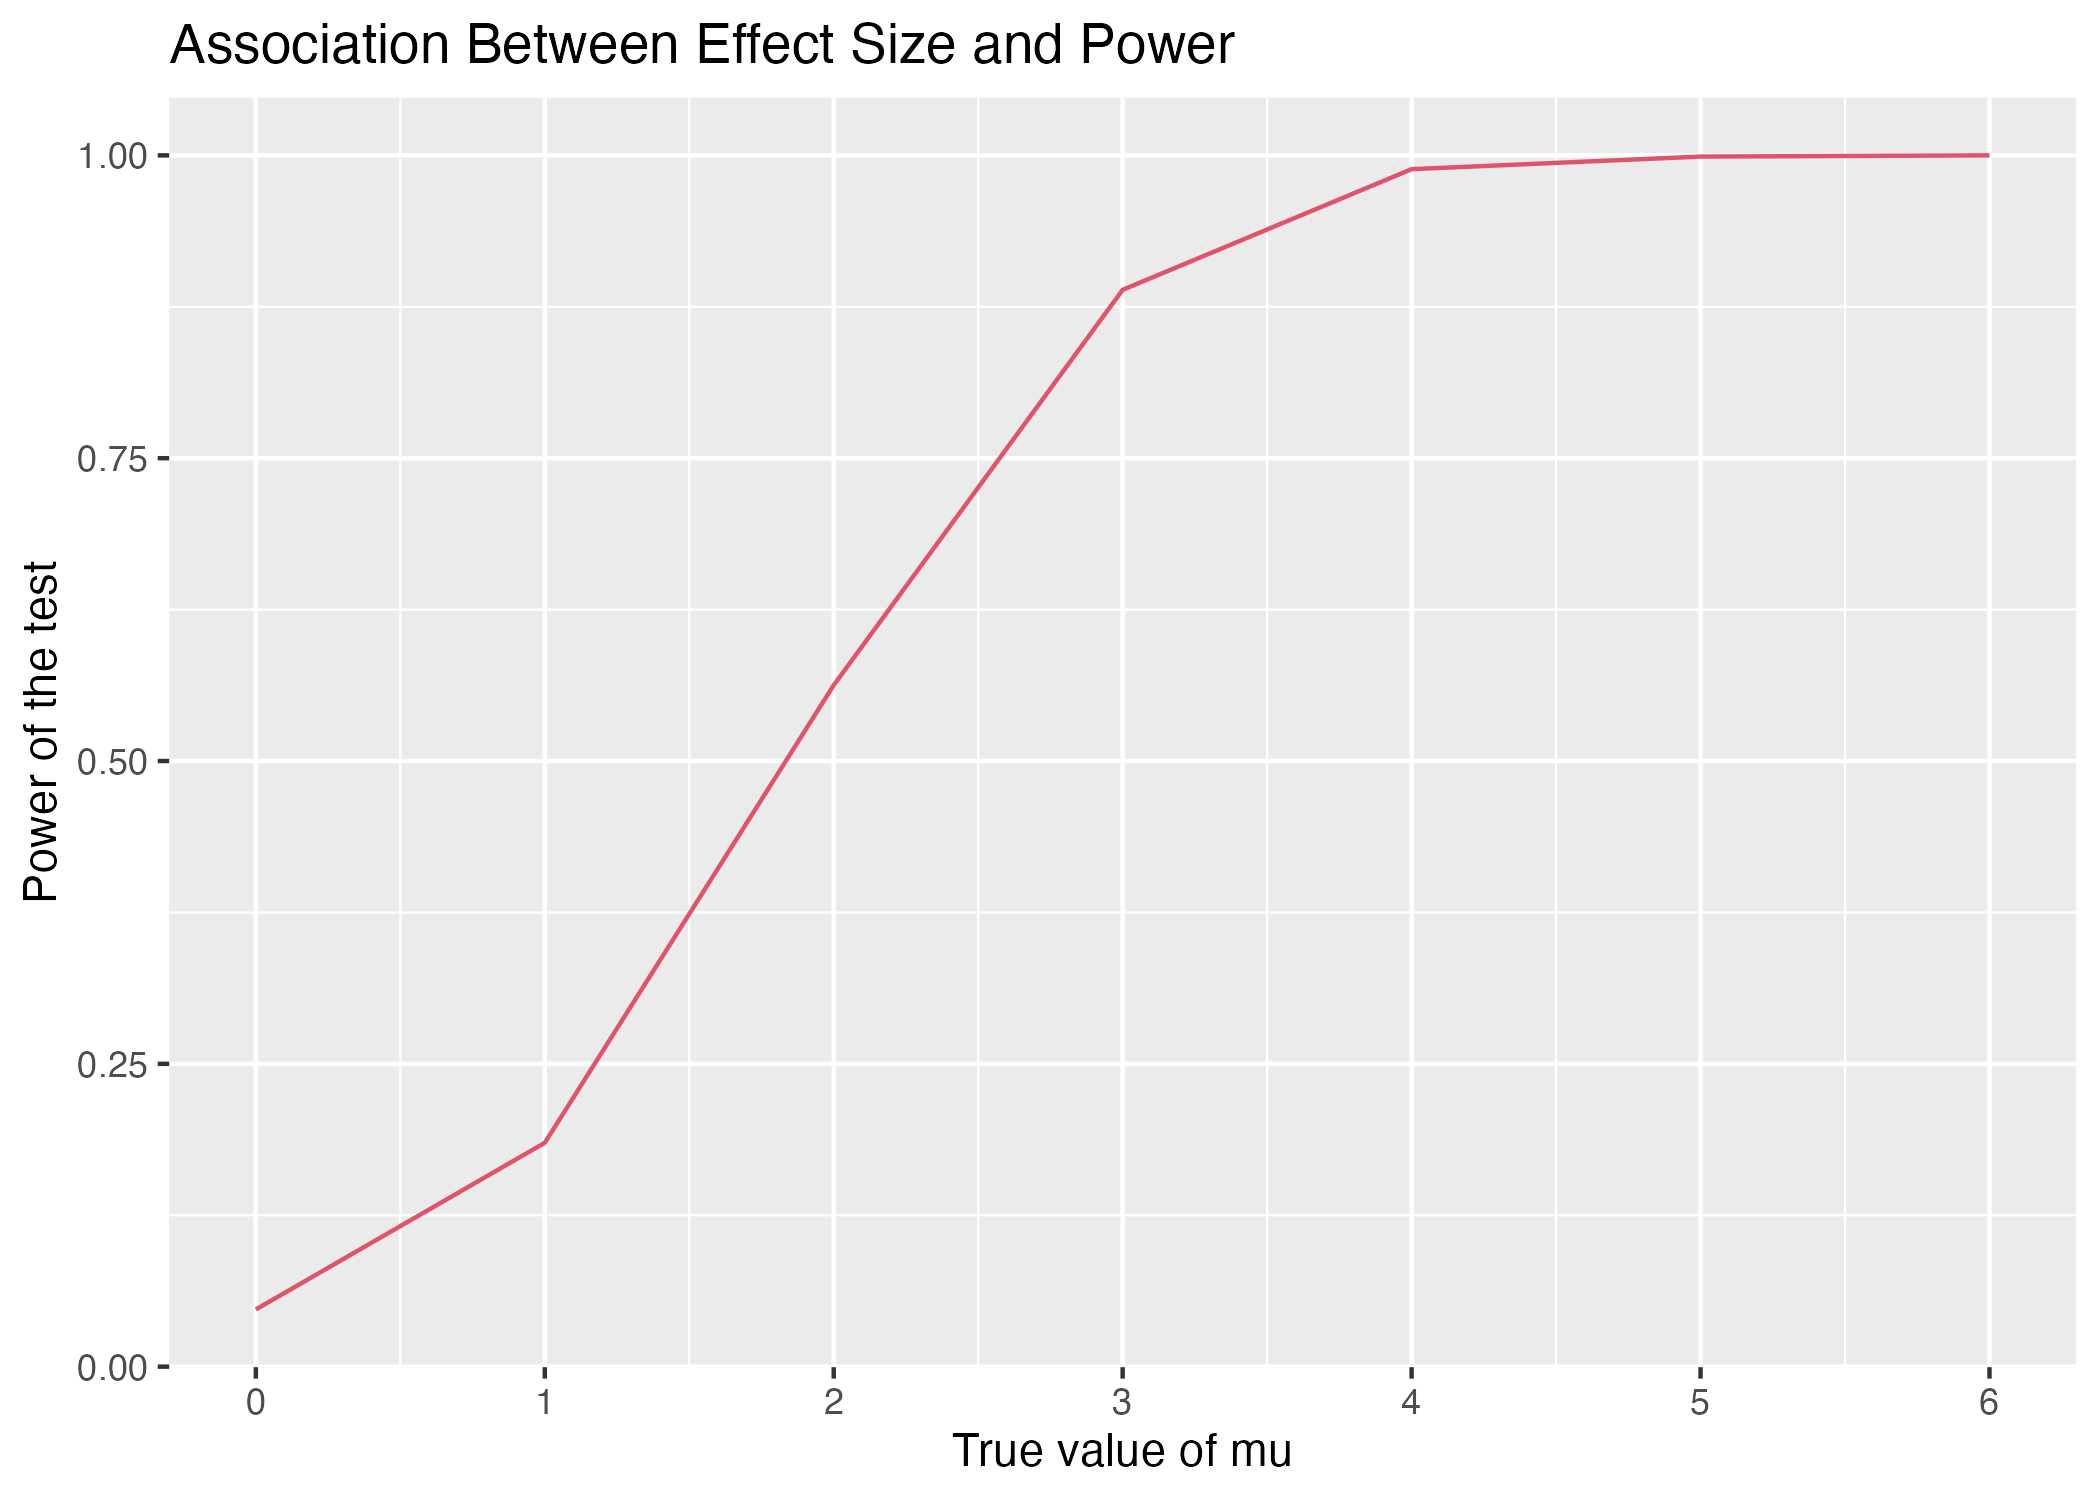 Association Between Effect Size and Power
Power of the test
1.00
0.75
0.50
0.25
0.00
0 1 2 3 4 5 6
True value of mu